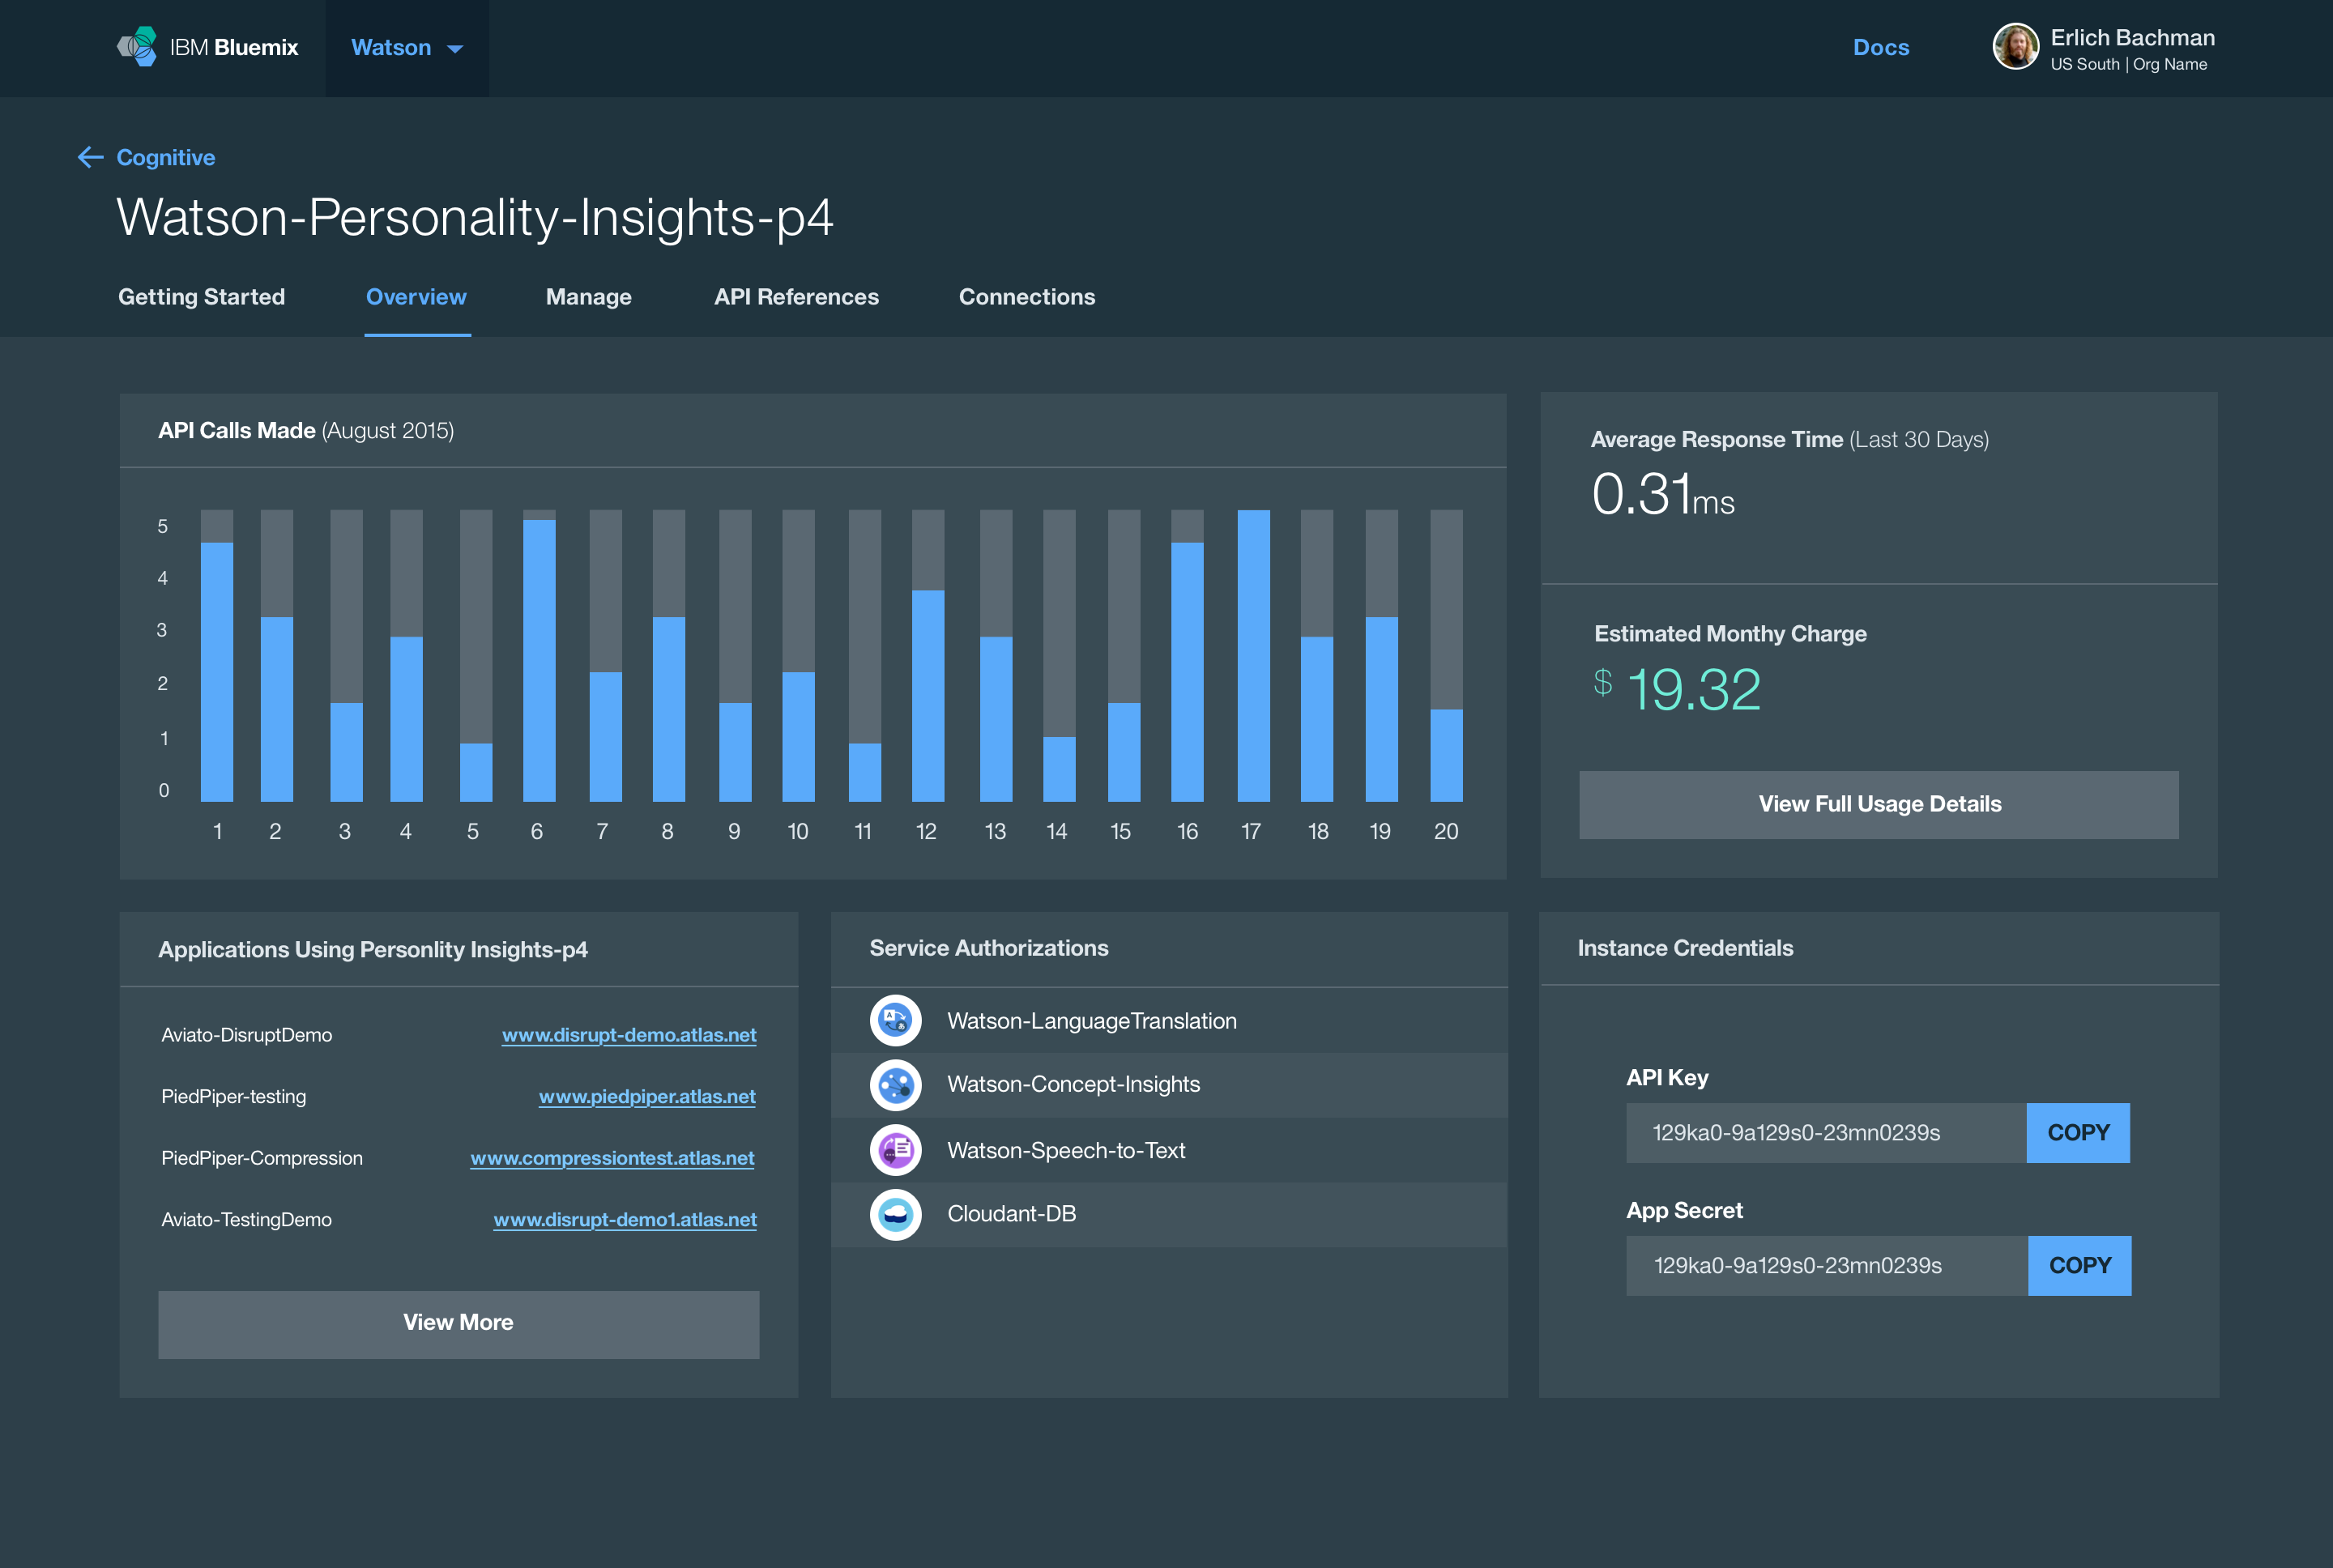 IBM Bluemix
Watson
Docs
Erlich Bachman
US South | Org Name
Cognitive
Watson-Personality-Insights-p4
Getting Started
Overview
Manage
API References
Connections
API Calls Made (August 2015)
5
4
3
2
1
0
1 2 3 4 5 6 7 8 9 10 11 12 13 14 15 16 17 18 19 20
Average Response Time (Last 30 Days)
0.31ms
Estimated Monthy Charge
$ 19.32
View Full Usage Details
Applications Using Personlity Insights-p4
Aviato-DisruptDemo www.disrupt-demo.atlas.net
PiedPiper-testing www.piedpiper.atlas.net
PiedPiper-Compression www.compressiontest.atlas.net
Aviato-TestingDemo www.disrupt-demo1.atlas.net
View More
Service Authorizations
Watson-LanguageTranslation
Watson-Concept-Insights
Watson-Speech-to-Text
Cloudant-DB
Instance Credentials
API Key
129ka0-9a129s0-23mn0239s COPY
App Secret
129ka0-9a129s0-23mn0239s COPY